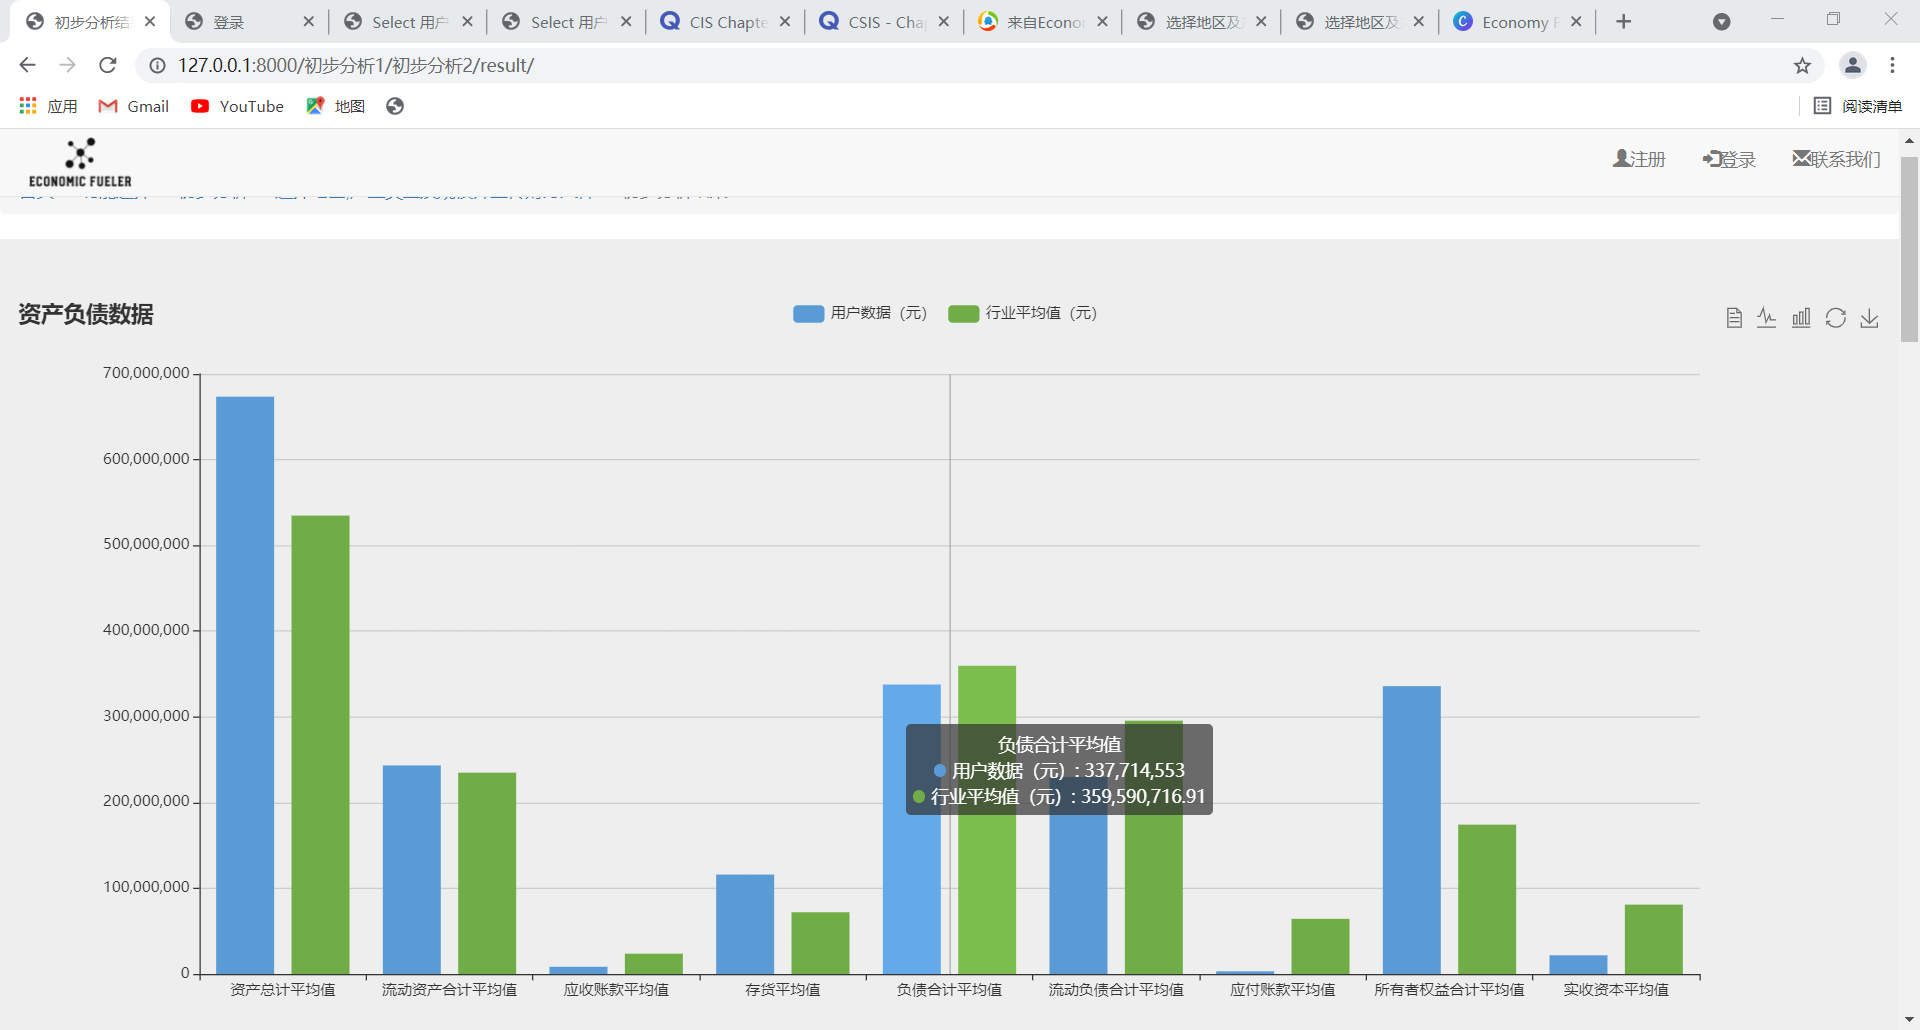 初步分析结
登录
Select 用户
Select 用户
CIS Chapte
CSIS - Cha
来自Econo
选择地区及
选择地区及
Economy F
127.0.0.1:8000/初步分析1/初步分析2/result/
应用
Gmail
YouTube
地图
阅读清单
ECONOMIC FUELER
注册
登录
联系我们
资产负债数据
用户数据（元）
行业平均值（元）
700,000,000
600,000,000
500,000,000
400,000,000
300,000,000
200,000,000
100,000,000
0
负债合计平均值
用户数据（元）: 337,714,553
行业平均值（元）: 359,590,716.91
资产总计平均值
流动资产合计平均值
应收账款平均值
存货平均值
负债合计平均值
流动负债合计平均值
应付账款平均值
所有者权益合计平均值
实收资本平均值